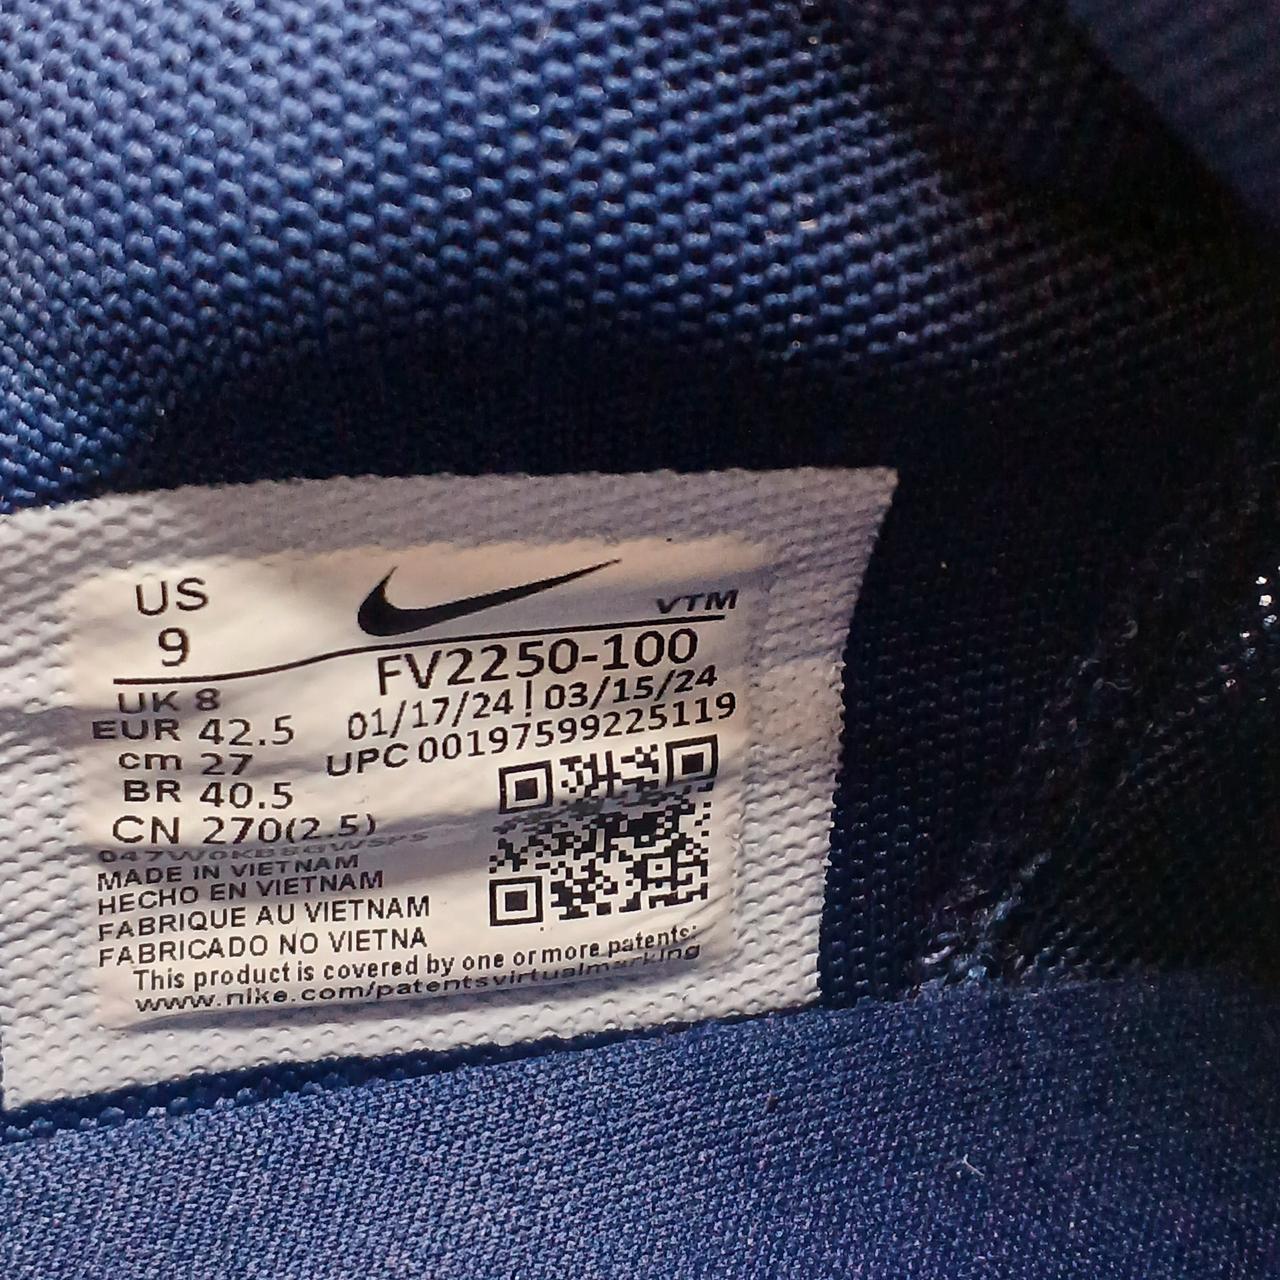 US
9
VTM
FV2250-100
01/17/24 | 03/15/24
UPC 00197599225119
UK 8
EUR 42.5
cm 27
BR 40.5
CN 270(2.5)
MADE IN VIETNAM
HECHO EN VIETNAM
FABRIQUE AU VIETNAM
FABRICADO NO VIETNA
This product is covered by one or more patents:
www.nike.com/patentsvirtualmarking